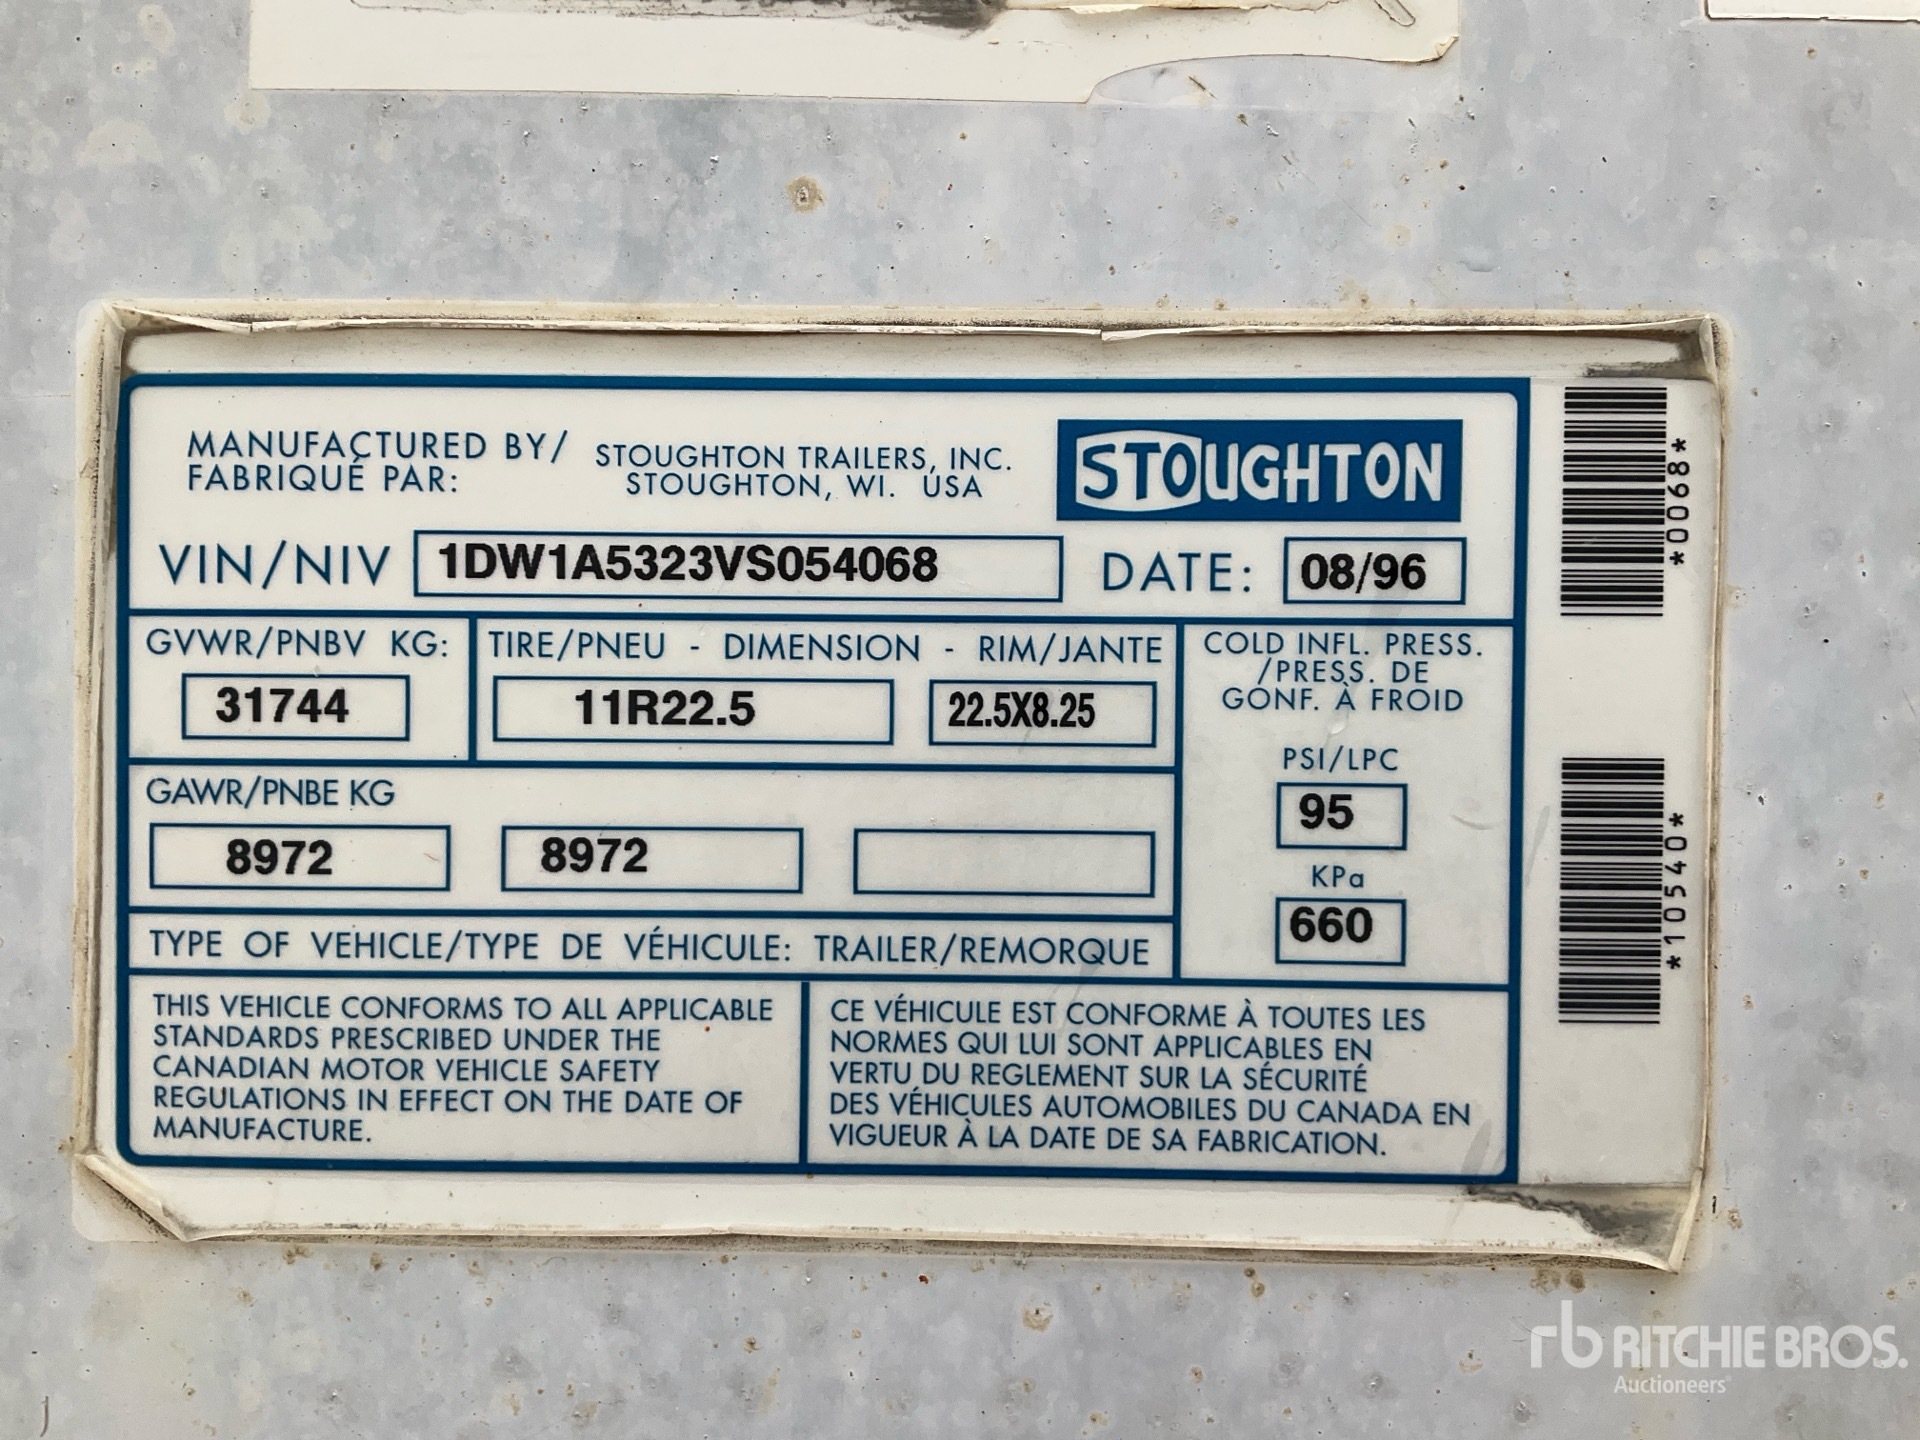 MANUFACTURED BY/
FABRIQUÉ PAR:
STOUGHTON TRAILERS, INC.
STOUGHTON, WI. USA
STOUGHTON
VIN/NIV 1DW1A5323VS054068 DATE: 08/96
GVWR/PNBV KG:
31744
TIRE/PNEU - DIMENSION - RIM/JANTE
11R22.5 22.5X8.25
COLD INFL. PRESS.
/PRESS. DE
GONF. À FROID
PSI/LPC
95
KPa
660
GAWR/PNBE KG
8972 8972
TYPE OF VEHICLE/TYPE DE VÉHICULE: TRAILER/REMORQUE
THIS VEHICLE CONFORMS TO ALL APPLICABLE
STANDARDS PRESCRIBED UNDER THE
CANADIAN MOTOR VEHICLE SAFETY
REGULATIONS IN EFFECT ON THE DATE OF
MANUFACTURE.
CE VÉHICULE EST CONFORME À TOUTES LES
NORMES QUI LUI SONT APPLICABLES EN
VERTU DU REGLEMENT SUR LA SÉCURITÉ
DES VÉHICULES AUTOMOBILES DU CANADA EN
VIGUEUR À LA DATE DE SA FABRICATION.
*0068*
*10540*
rb RITCHIE BROS.
Auctioneers